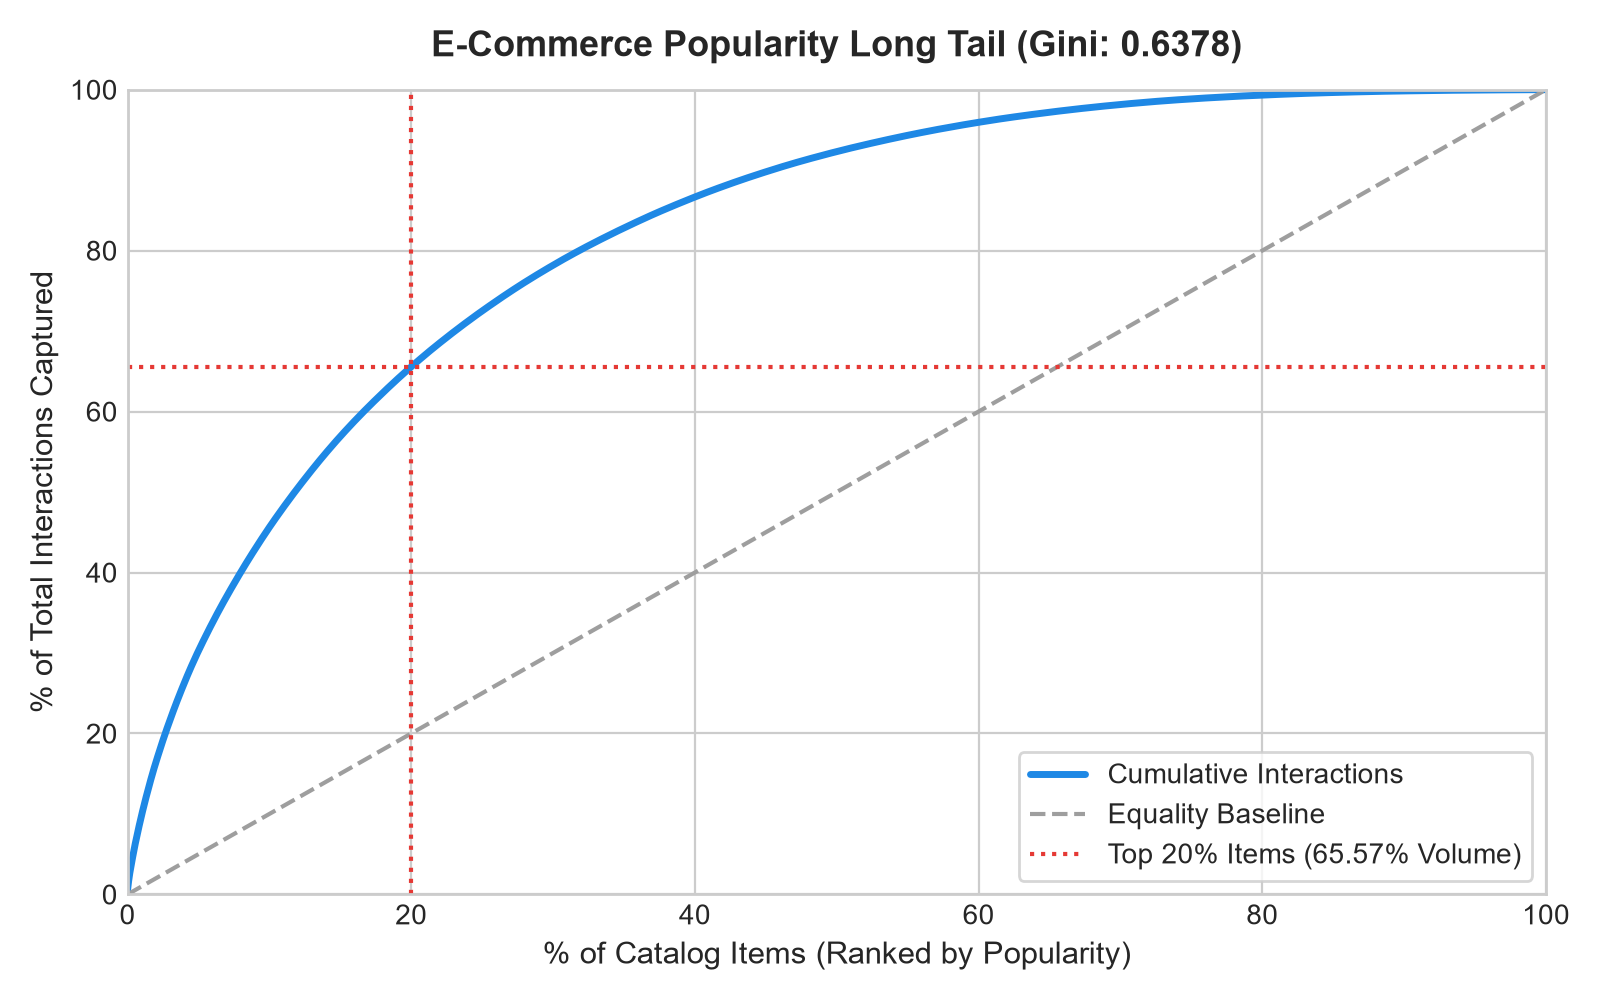 E-Commerce Popularity Long Tail (Gini: 0.6378)
% of Total Interactions Captured
100
80
60
40
20
0
Cumulative Interactions
Equality Baseline
Top 20% Items (65.57% Volume)
0 20 40 60 80 100
% of Catalog Items (Ranked by Popularity)